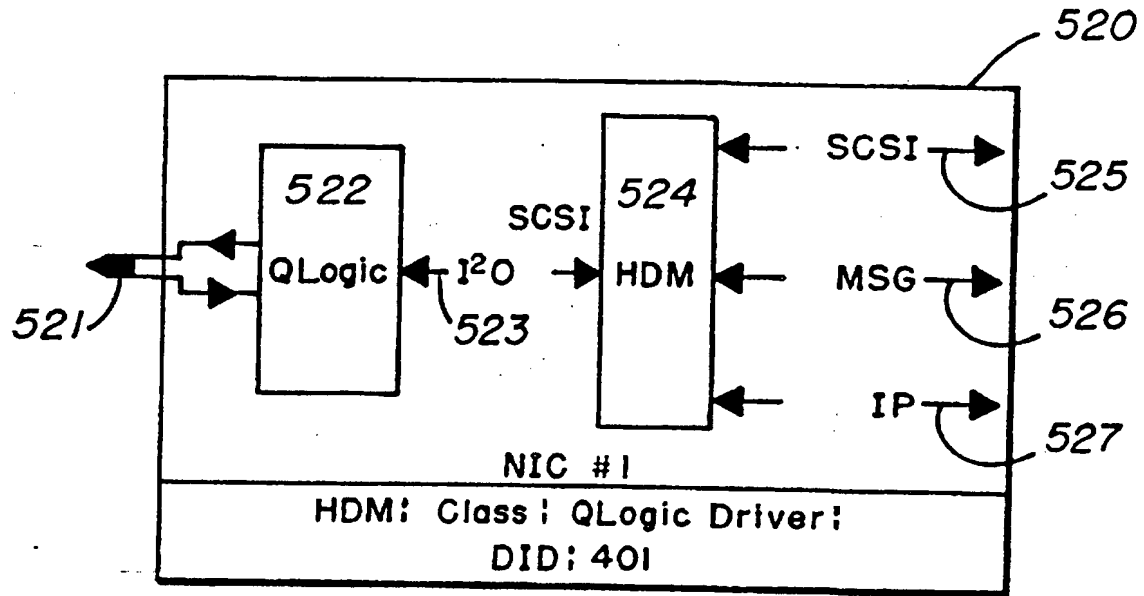 520
522
QLogic
521
I²O
523
SCSI
524
HDM
SCSI
525
MSG
526
IP
527
NIC #1
HDM: Class: QLogic Driver:
DID: 401